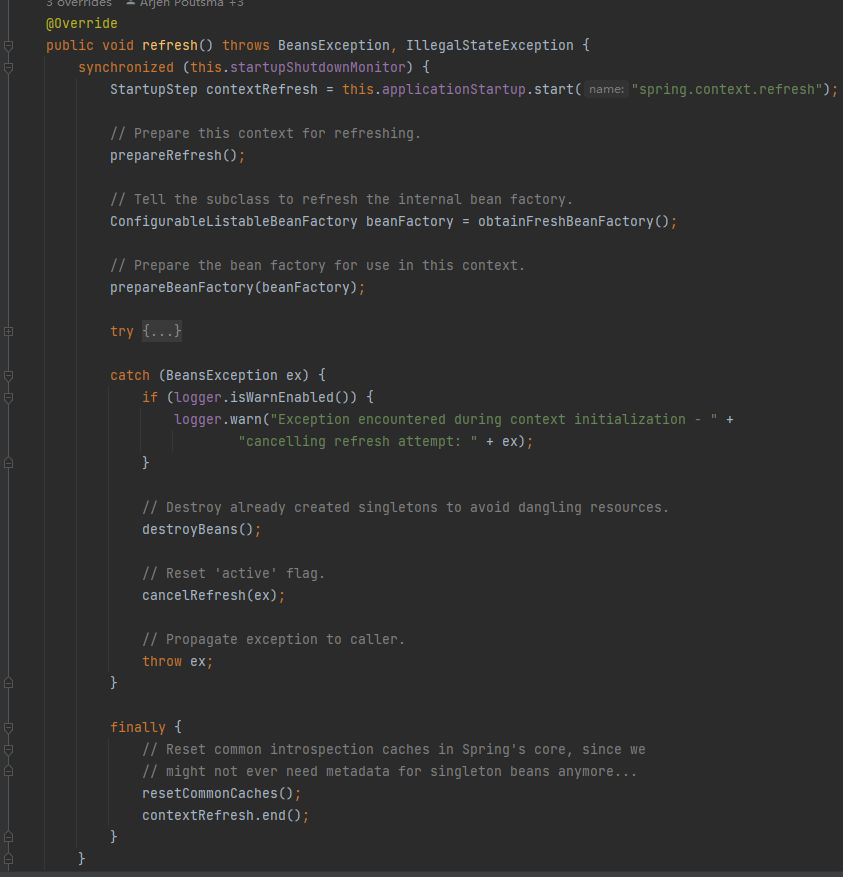 3 overrides Arjen Poutsma +3
@Override
public void refresh() throws BeansException, IllegalStateException {
synchronized (this.startupShutdownMonitor) {
StartupStep contextRefresh = this.applicationStartup.start( name: "spring.context.refresh");
// Prepare this context for refreshing.
prepareRefresh();
// Tell the subclass to refresh the internal bean factory.
ConfigurableListableBeanFactory beanFactory = obtainFreshBeanFactory();
// Prepare the bean factory for use in this context.
prepareBeanFactory(beanFactory);
try {...}
catch (BeansException ex) {
if (logger.isWarnEnabled()) {
logger.warn("Exception encountered during context initialization - " +
"cancelling refresh attempt: " + ex);
}
// Destroy already created singletons to avoid dangling resources.
destroyBeans();
// Reset 'active' flag.
cancelRefresh(ex);
// Propagate exception to caller.
throw ex;
}
finally {
// Reset common introspection caches in Spring's core, since we
// might not ever need metadata for singleton beans anymore...
resetCommonCaches();
contextRefresh.end();
}
}